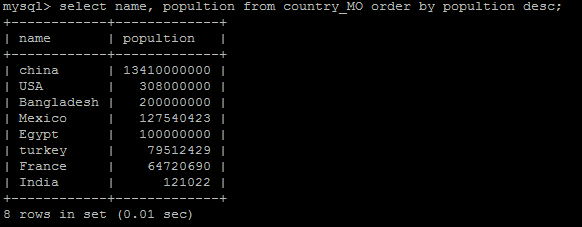 mysql> select name, popultion from country_MO order by popultion desc;
+------------+-------------+
| name       | popultion   |
+------------+-------------+
| china      | 13410000000 |
| USA        |   308000000 |
| Bangladesh |   200000000 |
| Mexico     |   127540423 |
| Egypt      |   100000000 |
| turkey     |    79512429 |
| France     |    64720690 |
| India      |      121022 |
+------------+-------------+
8 rows in set (0.01 sec)